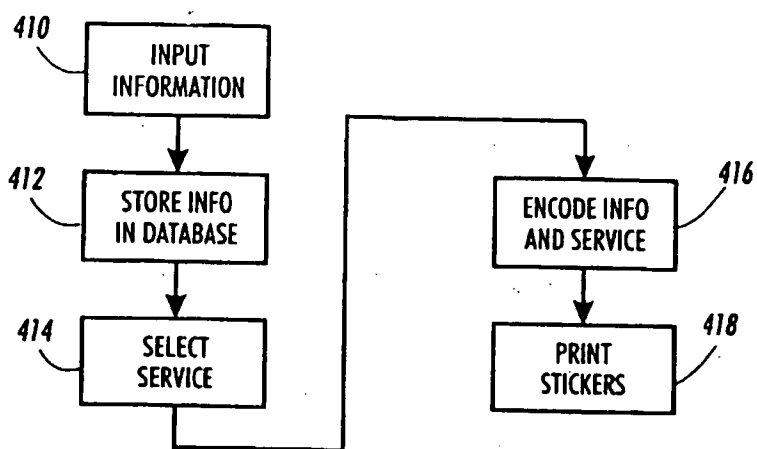 410
INPUT
INFORMATION
412
STORE INFO
IN DATABASE
414
SELECT
SERVICE
416
ENCODE INFO
AND SERVICE
418
PRINT
STICKERS